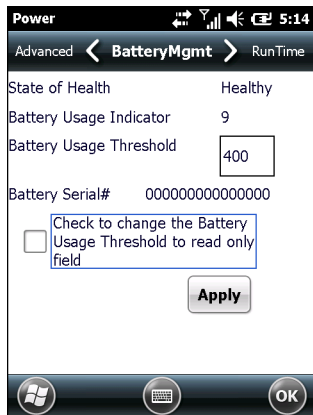 Power 5:14
Advanced BatteryMgmt RunTime
State of Health Healthy
Battery Usage Indicator 9
Battery Usage Threshold 400
Battery Serial# 000000000000000
Check to change the Battery
Usage Threshold to read only
field
Apply
OK